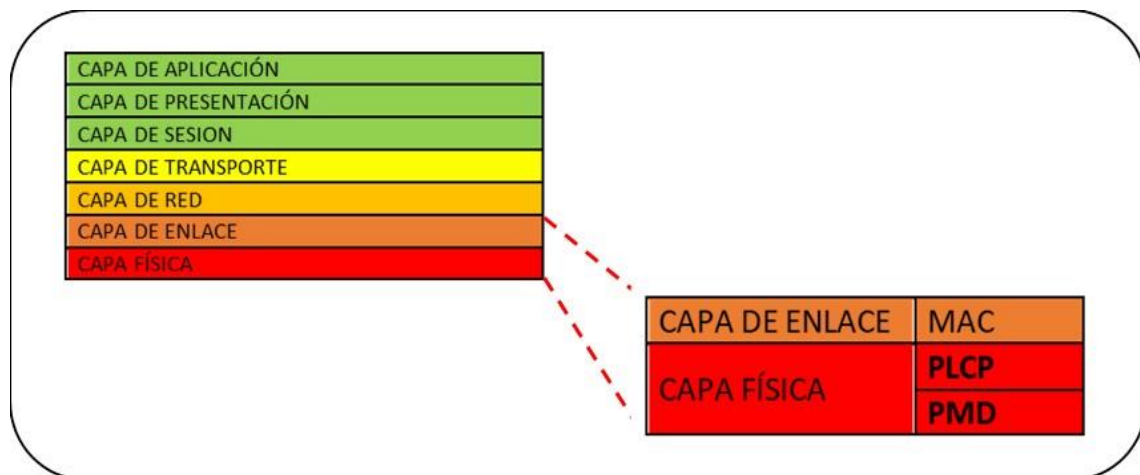 CAPA DE APLICACIÓN
CAPA DE PRESENTACIÓN
CAPA DE SESION
CAPA DE TRANSPORTE
CAPA DE RED
CAPA DE ENLACE
CAPA FÍSICA
CAPA DE ENLACE MAC
CAPA FÍSICA PLCP
PMD